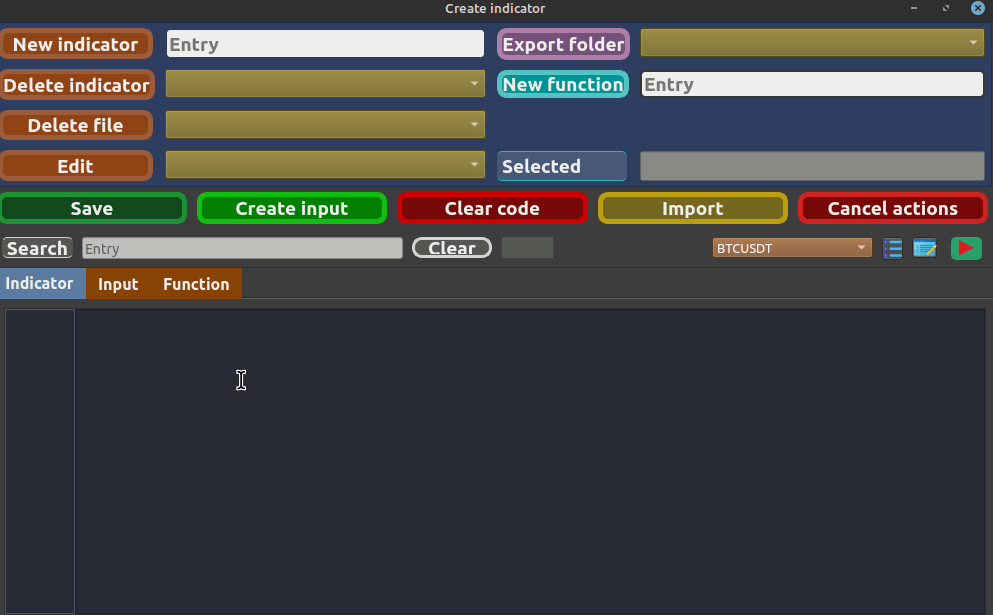 Create indicator
New indicator Entry Export folder
Delete indicator New function Entry
Delete file
Edit Selected
Save Create input Clear code Import Cancel actions
Search Entry Clear BTCUSDT
Indicator Input Function